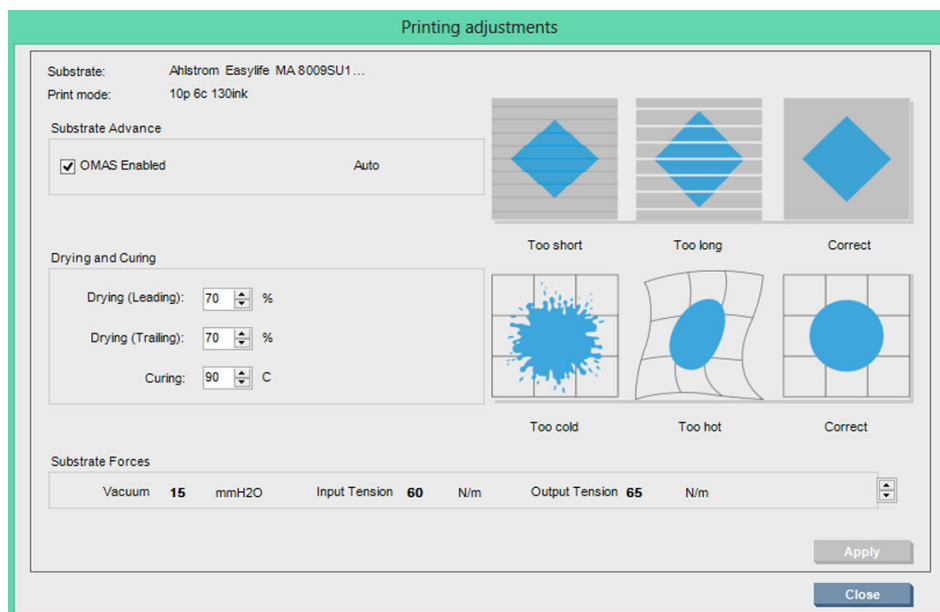 Printing adjustments
Substrate: Ahlstrom Easylife MA 8009SU1...
Print mode: 10p 6c 130ink
Substrate Advance
OMAS Enabled Auto
Too short Too long Correct
Drying and Curing
Drying (Leading): 70 %
Drying (Trailing): 70 %
Curing: 90 C
Too cold Too hot Correct
Substrate Forces
Vacuum 15 mmH2O Input Tension 60 N/m Output Tension 65 N/m
Apply
Close